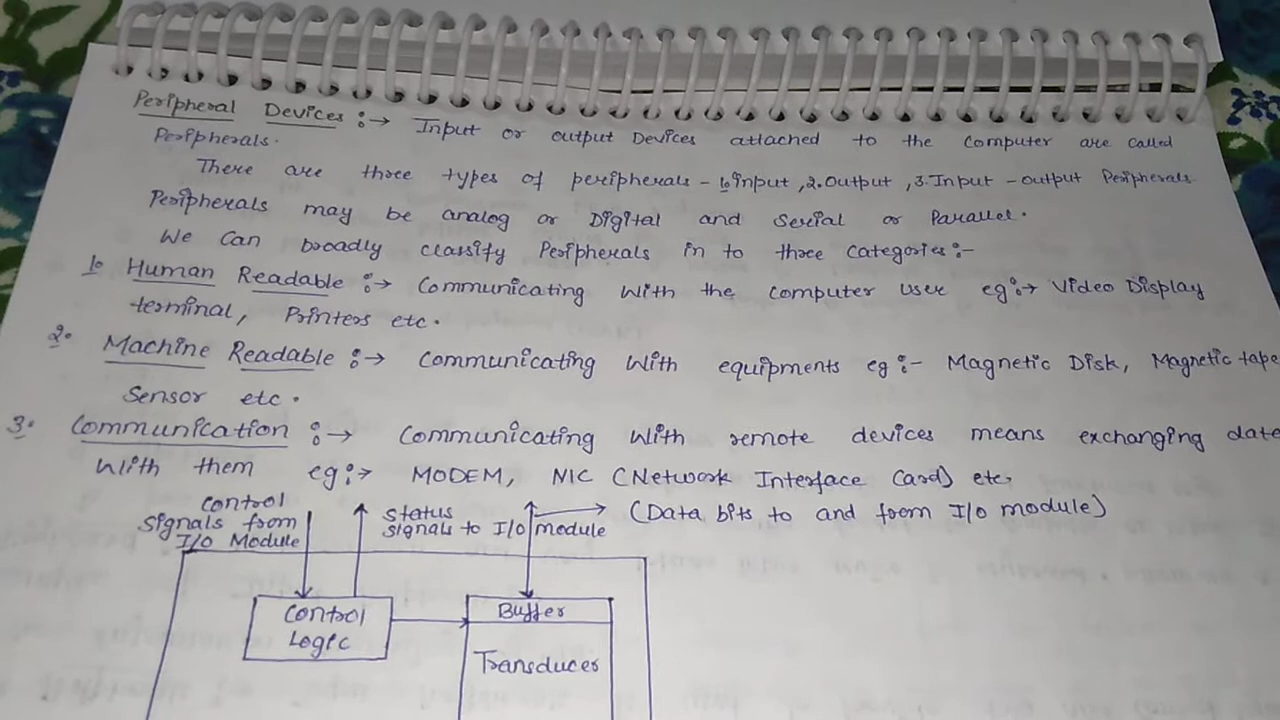 Peripheral Devices :→ Input or output Devices attached to the computer are called
Peripherals.
There are three types of peripherals - 1. input, 2. output, 3. Input - output Peripherals.
Peripherals may be analog or Digital and Serial or Parallel.
We Can broadly classify Peripherals in to three Categories :-
1. Human Readable :→ Communicating With the computer user eg :→ Video Display
terminal, Printers etc.
2. Machine Readable :→ Communicating With equipments eg :- Magnetic Disk, Magnetic tape
Sensor etc.
3. Communication :→ Communicating With remote devices means exchanging date
With them eg :→ MODEM, NIC (Network Interface Card) etc.
Control
Signals from
I/O Module
Status
Signals to I/O module
(Data bits to and from I/O module)
Control
Logic
Buffer
Transducer